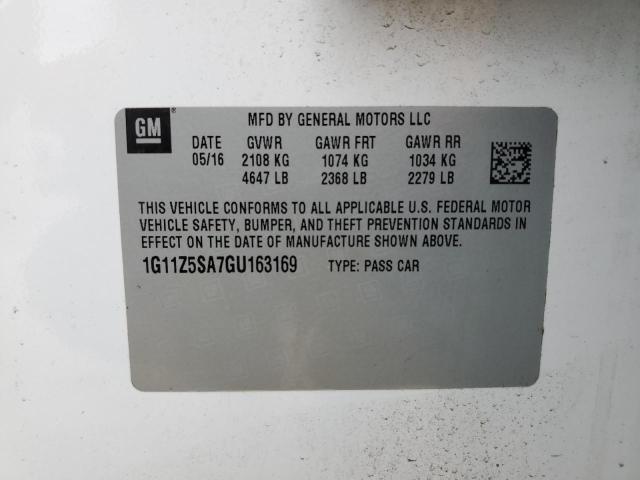 GM
MFD BY GENERAL MOTORS LLC
DATE GVWR GAWR FRT GAWR RR
05/16 2108 KG 1074 KG 1034 KG
4647 LB 2368 LB 2279 LB
THIS VEHICLE CONFORMS TO ALL APPLICABLE U.S. FEDERAL MOTOR
VEHICLE SAFETY, BUMPER, AND THEFT PREVENTION STANDARDS IN
EFFECT ON THE DATE OF MANUFACTURE SHOWN ABOVE.
1G11Z5SA7GU163169 TYPE: PASS CAR